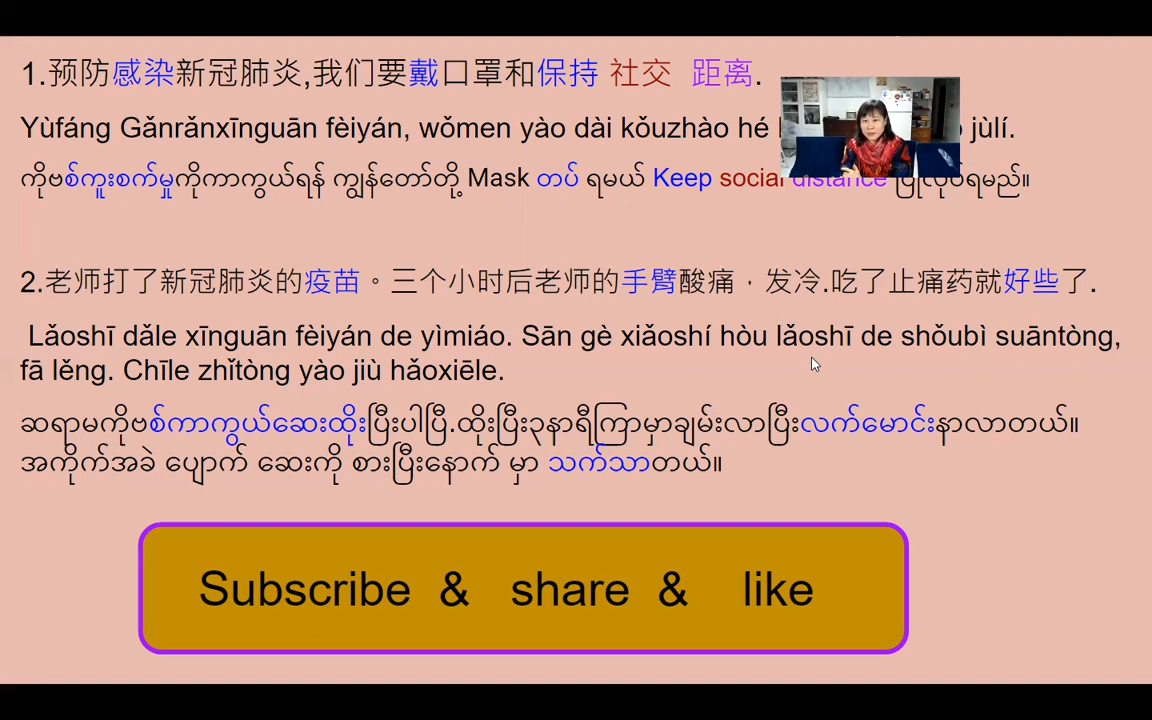 1.预防感染新冠肺炎,我们要戴口罩和保持 社交 距离.
Yùfáng Gǎnrǎnxīnguān fèiyán, wǒmen yào dài kǒuzhào hé jùlí.
ကိုဗစ်ကူးစက်မှုကိုကာကွယ်ရန် ကျွန်တော်တို့ Mask တပ် ရမယ် Keep social distance ပြုလုပ်ရမည်။
2.老师打了新冠肺炎的疫苗。三个小时后老师的手臂酸痛，发冷.吃了止痛药就好些了.
Lǎoshī dǎle xīnguān fèiyán de yìmiáo. Sān gè xiǎoshí hòu lǎoshī de shǒubì suāntòng,
fā lěng. Chīle zhǐtòng yào jiù hǎoxiēle.
ဆရာမကိုဗစ်ကာကွယ်ဆေးထိုးပြီးပါပြီ.ထိုးပြီး၃နာရီကြာမှာချမ်းလာပြီးလက်မောင်းနာလာတယ်။
အကိုက်အခဲ ပျောက် ဆေးကို စားပြီးနောက် မှာ သက်သာတယ်။
Subscribe & share & like